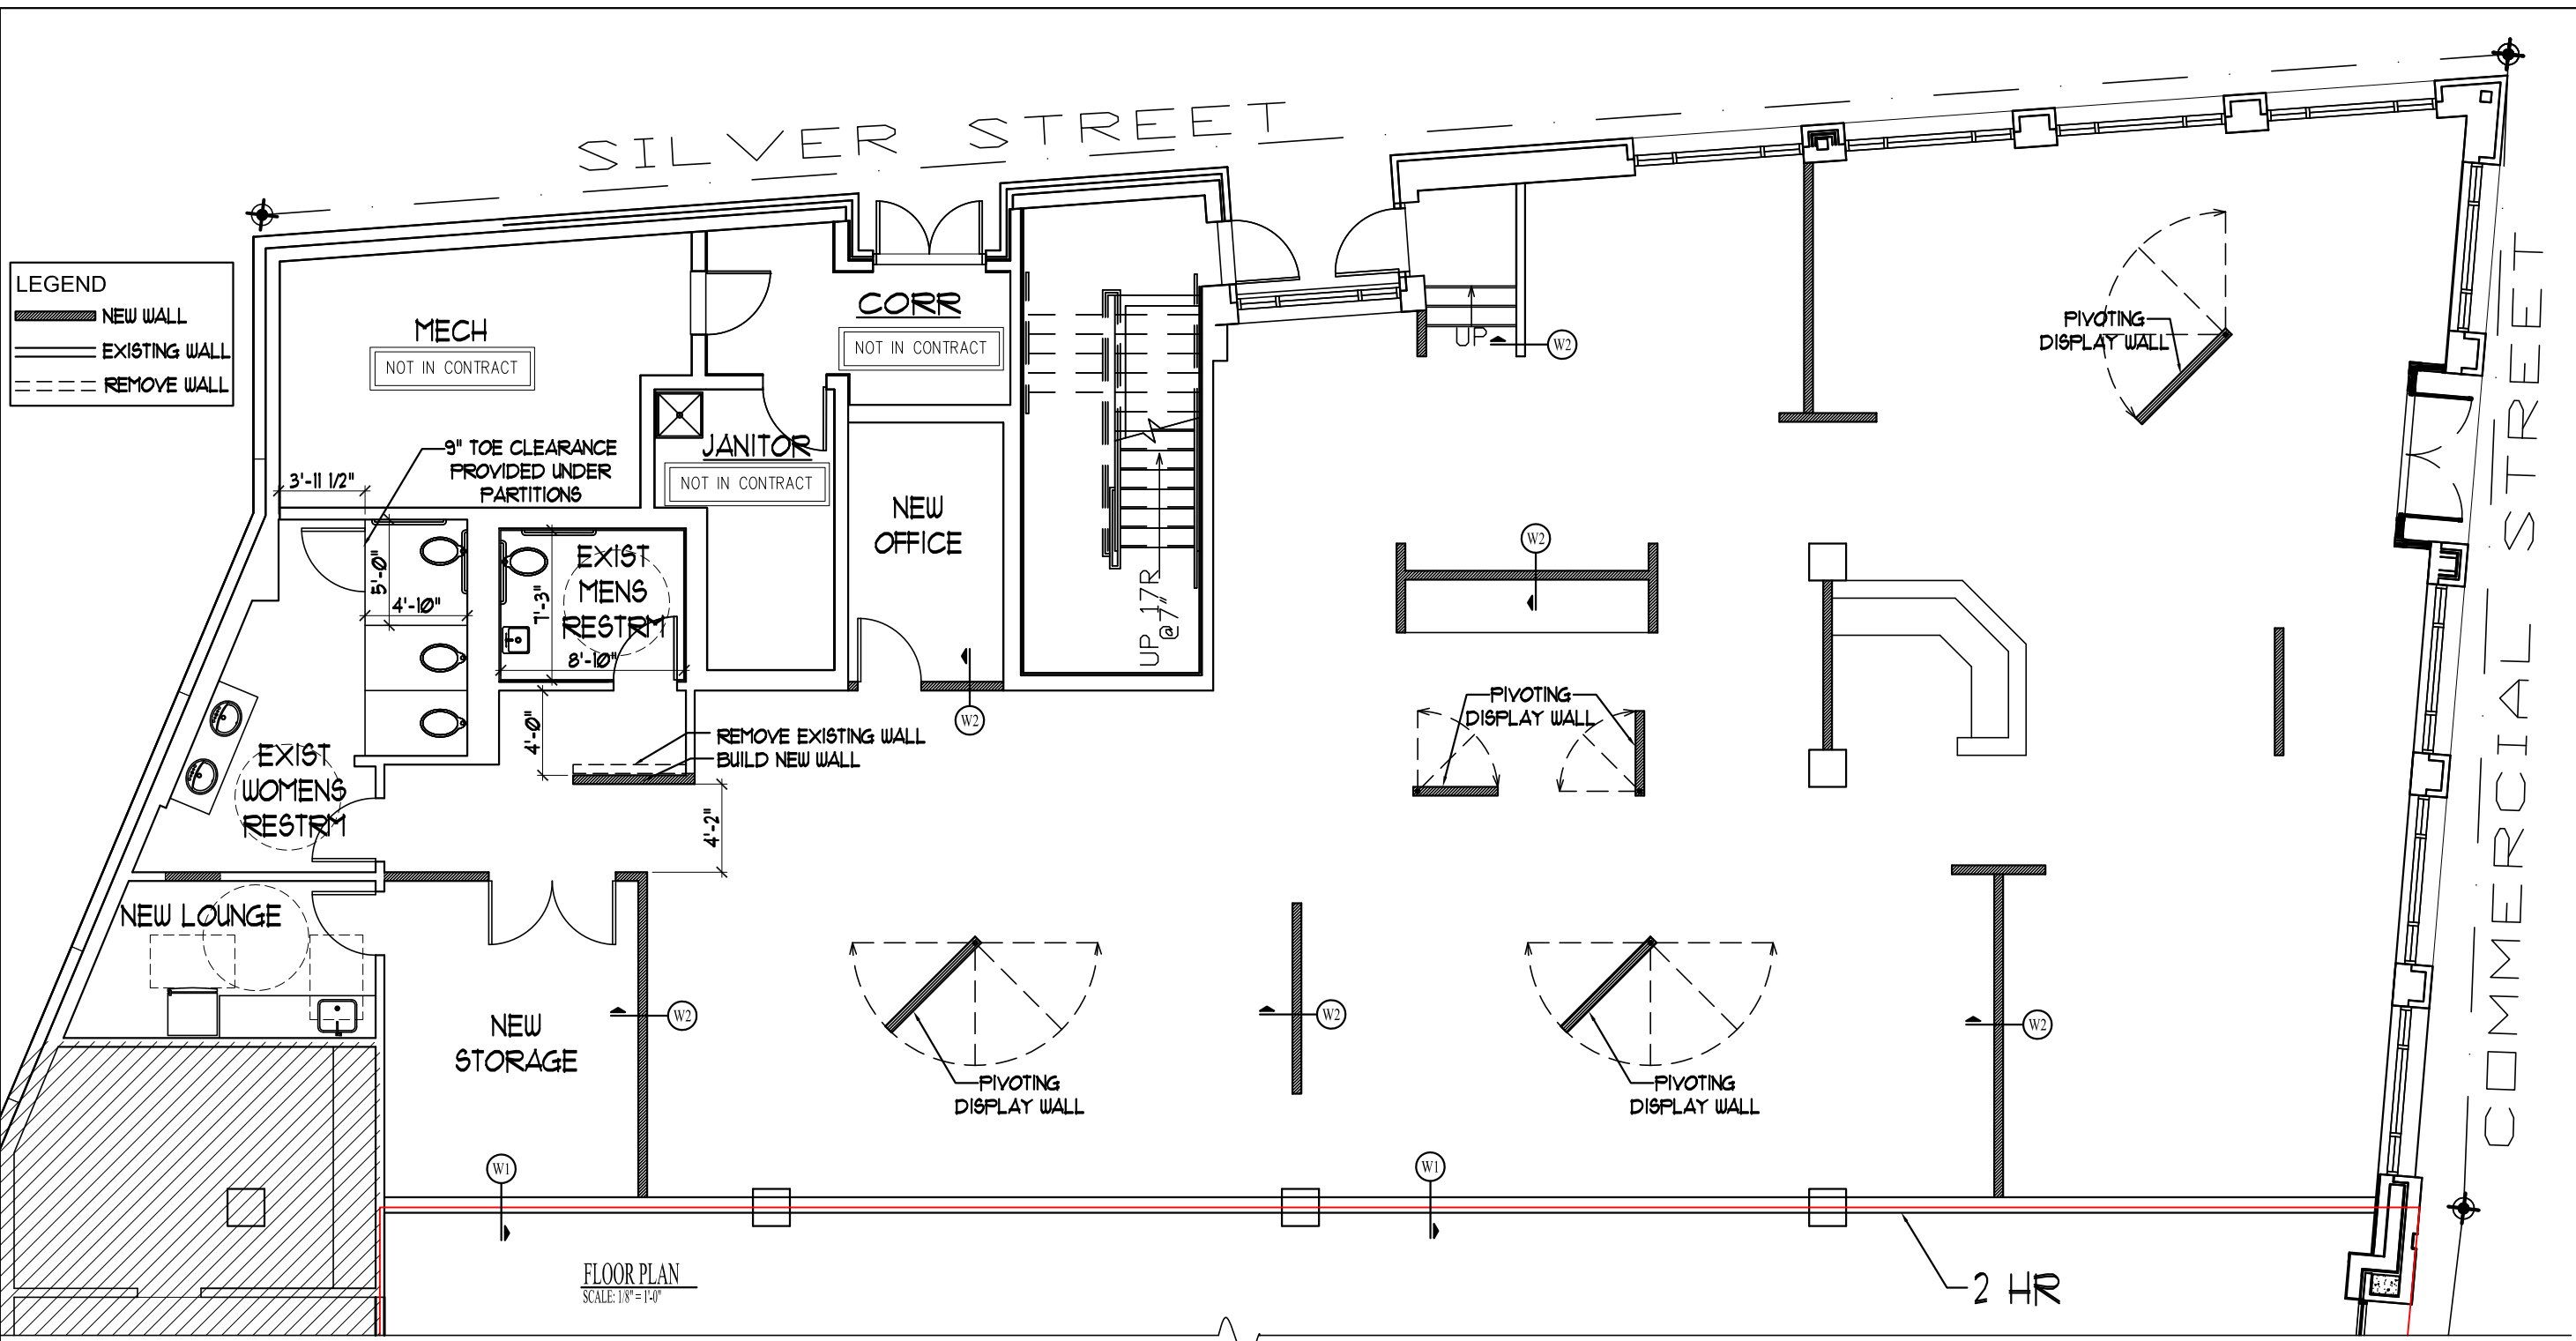 SILVER STREET
COMMERCIAL STREET
LEGEND
NEW WALL
EXISTING WALL
REMOVE WALL
MECH
NOT IN CONTRACT
CORR
NOT IN CONTRACT
JANITOR
NOT IN CONTRACT
9" TOE CLEARANCE
PROVIDED UNDER
PARTITIONS
3'-11 1/2"
5'-0"
4'-10"
EXIST
MENS
RESTRM
7'-3"
8'-10"
NEW
OFFICE
UP 17R
@7"
UP
W2
PIVOTING
DISPLAY WALL
W2
PIVOTING
DISPLAY WALL
W2
4'-0"
REMOVE EXISTING WALL
BUILD NEW WALL
4'-2"
EXIST
WOMENS
RESTRM
NEW LOUNGE
NEW
STORAGE
W2
PIVOTING
DISPLAY WALL
W2
PIVOTING
DISPLAY WALL
W2
W1
W1
2 HR
FLOOR PLAN
SCALE: 1/8" = 1'-0"